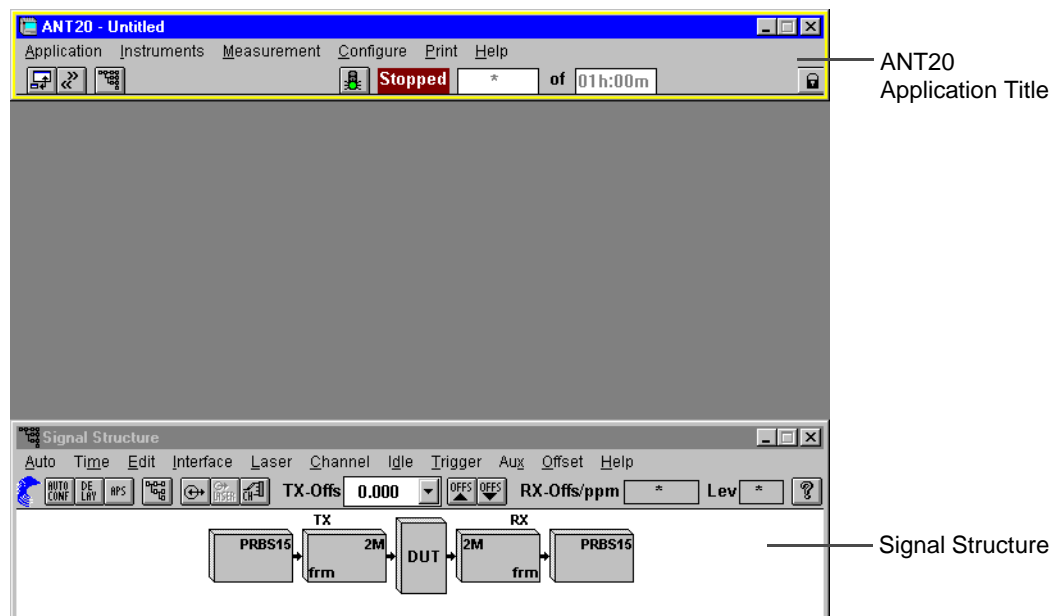 ANT20 - Untitled
Application Instruments Measurement Configure Print Help
Stopped * of 01h:00m
ANT20
Application Title
Signal Structure
Auto Time Edit Interface Laser Channel Idle Trigger Aux Offset Help
AUTO CONF DE LAY APS LASER CH TX-Offs 0.000 OFFS OFFS RX-Offs/ppm * Lev * ?
TX RX
PRBS15 2M DUT 2M PRBS15
frm frm
Signal Structure